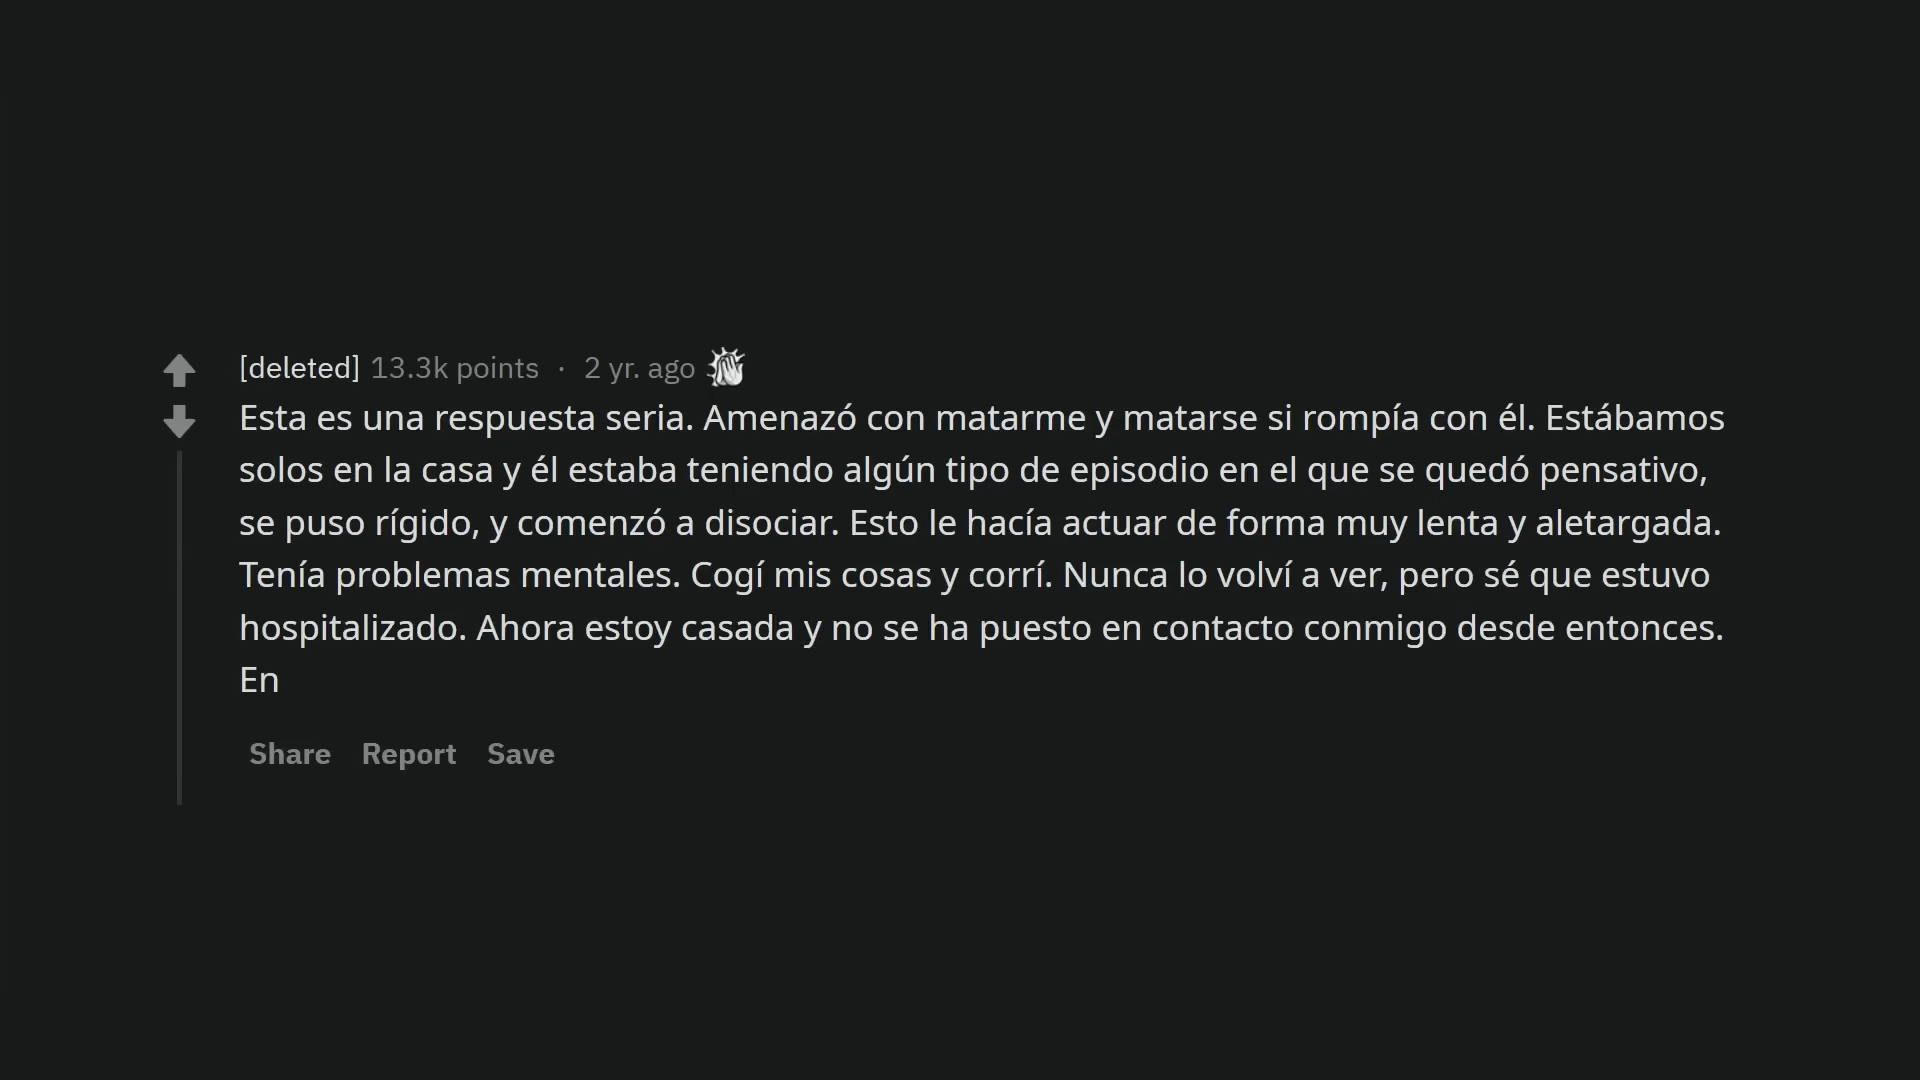 [deleted] 13.3k points · 2 yr. ago
Esta es una respuesta seria. Amenazó con matarme y matarse si rompía con él. Estábamos
solos en la casa y él estaba teniendo algún tipo de episodio en el que se quedó pensativo,
se puso rígido, y comenzó a disociar. Esto le hacía actuar de forma muy lenta y aletargada.
Tenía problemas mentales. Cogí mis cosas y corrí. Nunca lo volví a ver, pero sé que estuvo
hospitalizado. Ahora estoy casada y no se ha puesto en contacto conmigo desde entonces.
En
Share Report Save